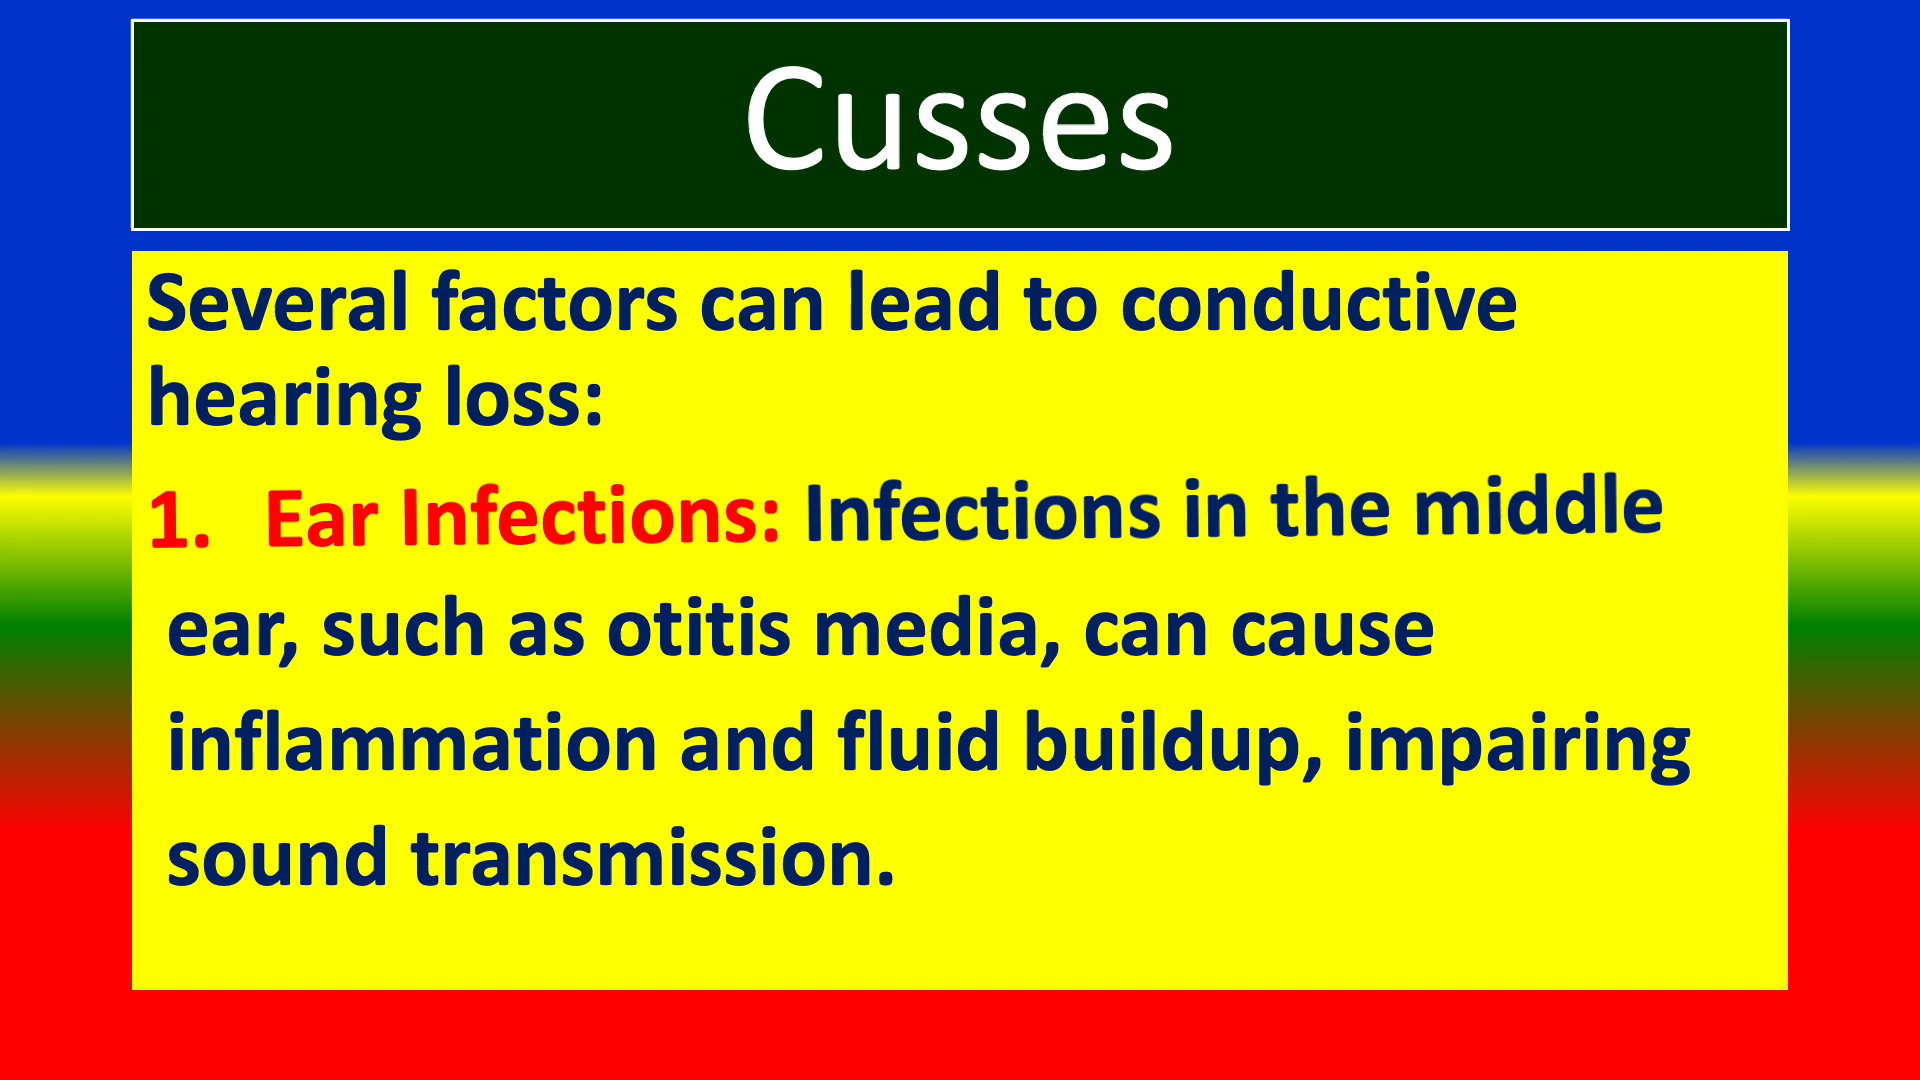 Cusses
Several factors can lead to conductive
hearing loss:
1. Ear Infections: Infections in the middle
ear, such as otitis media, can cause
inflammation and fluid buildup, impairing
sound transmission.